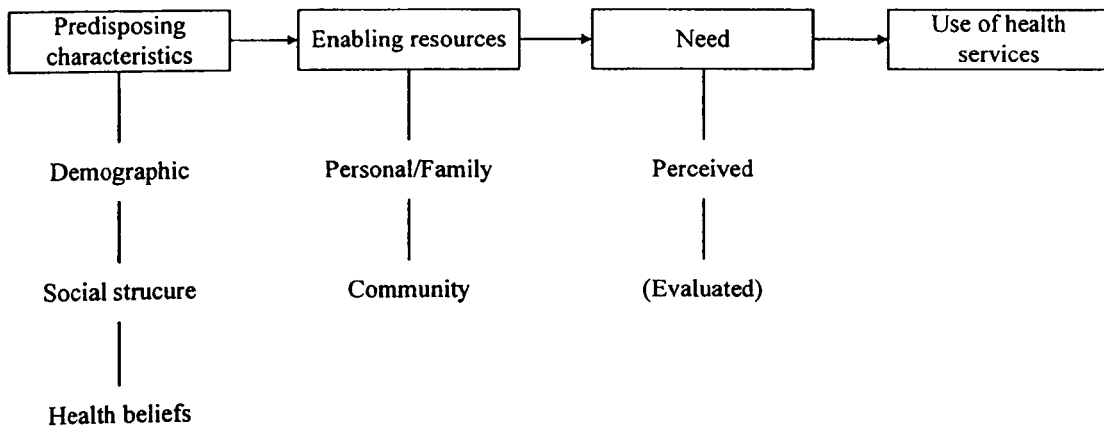 Predisposing
characteristics
Enabling resources
Need
Use of health
services
Demographic
Personal/Family
Perceived
Social strucure
Community
(Evaluated)
Health beliefs